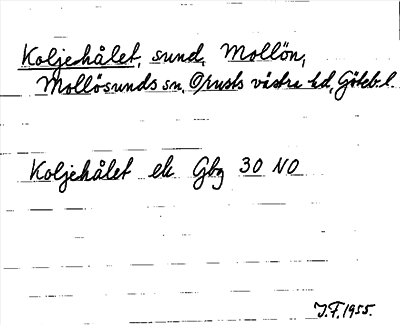 Koljehålet, sund, Mollön,
Mollösunds sn, Orusts västra hd, Göteb. l.
Koljehålet ek Gbg 30 NO
J.F. 1955.